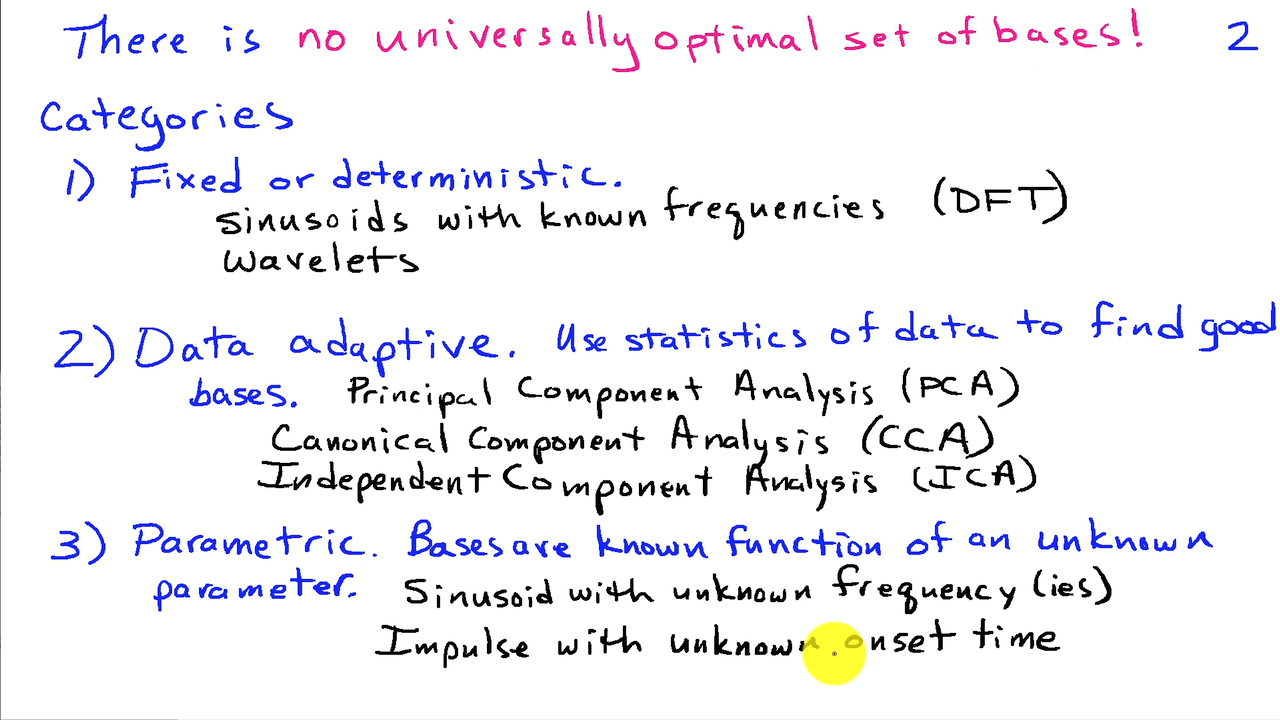 There is no universally optimal set of bases! 2
Categories
1) Fixed or deterministic.
sinusoids with known frequencies (DFT)
wavelets
2) Data adaptive. Use statistics of data to find good
bases. Principal Component Analysis (PCA)
Canonical Component Analysis (CCA)
Independent Component Analysis (ICA)
3) Parametric. Bases are known function of an unknown
parameter. Sinusoid with unknown frequency (ies)
Impulse with unknown onset time